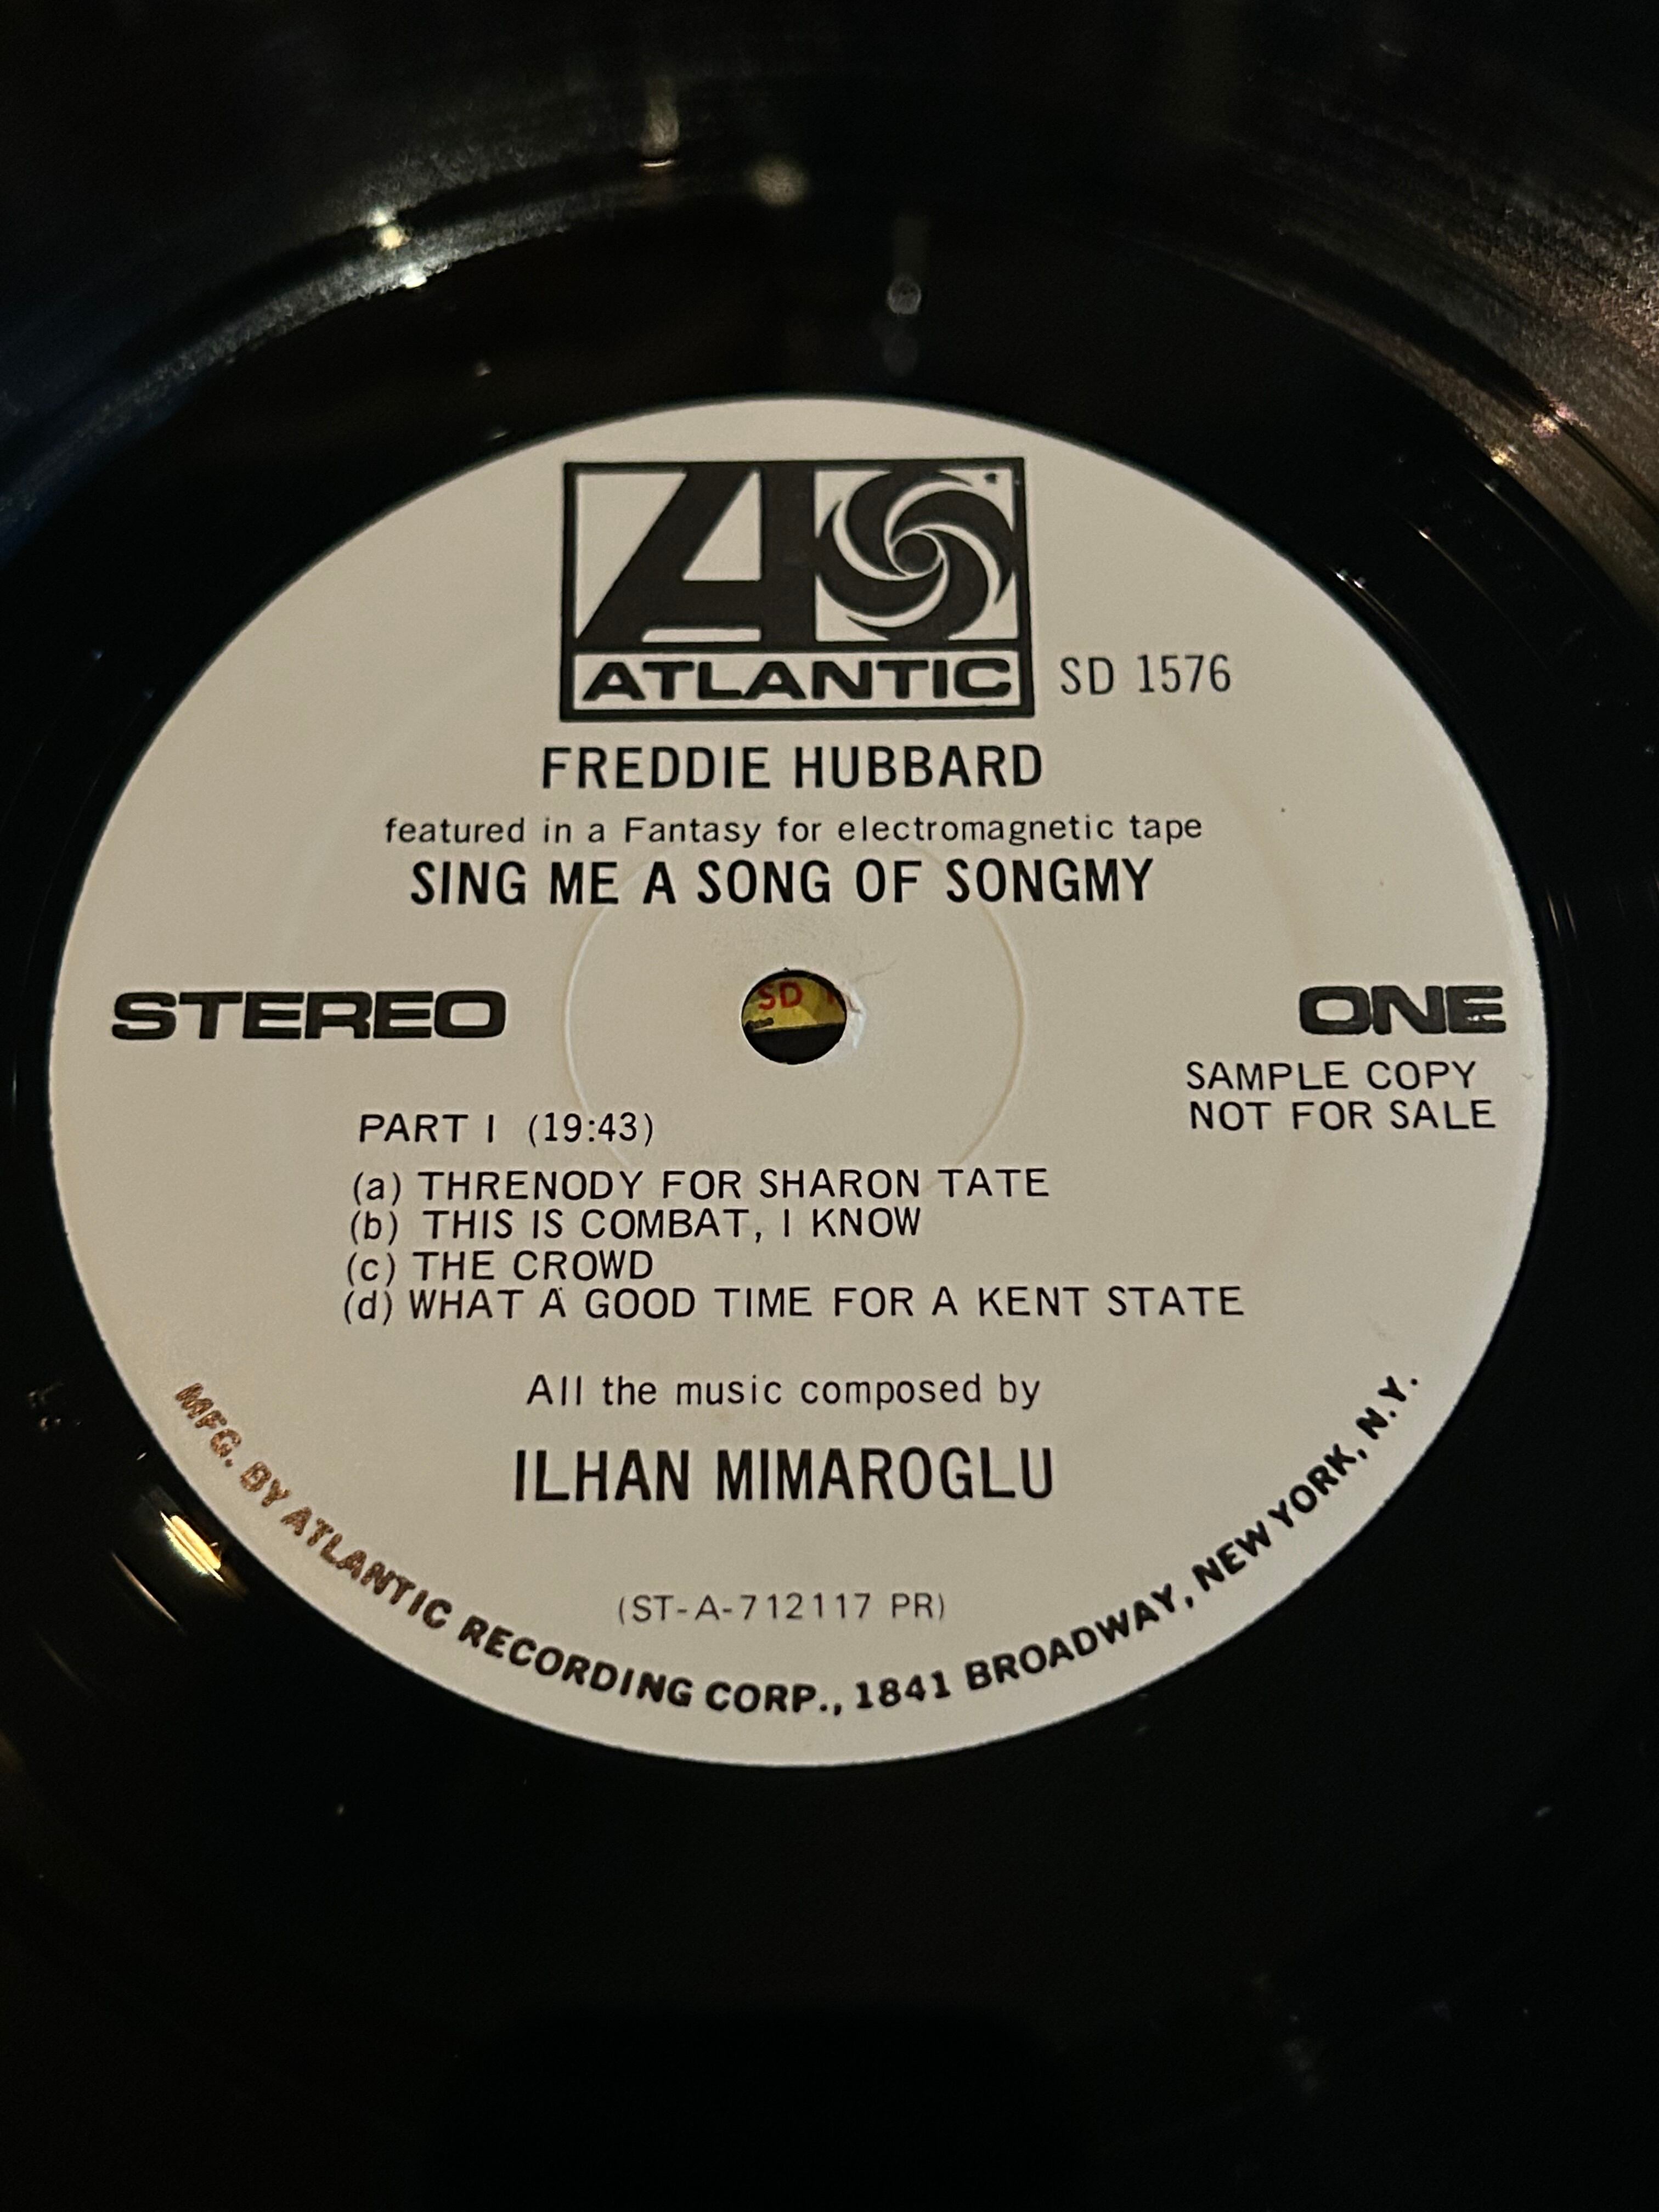 ATLANTIC
SD 1576
FREDDIE HUBBARD
featured in a Fantasy for electromagnetic tape
SING ME A SONG OF SONGMY
STEREO
SD
ONE
SAMPLE COPY
NOT FOR SALE
PART I (19:43)
(a) THRENODY FOR SHARON TATE
(b) THIS IS COMBAT, I KNOW
(c) THE CROWD
(d) WHAT A GOOD TIME FOR A KENT STATE
All the music composed by
ILHAN MIMAROGLU
(ST-A-712117 PR)
MFG. BY ATLANTIC RECORDING CORP., 1841 BROADWAY, NEW YORK, N.Y.